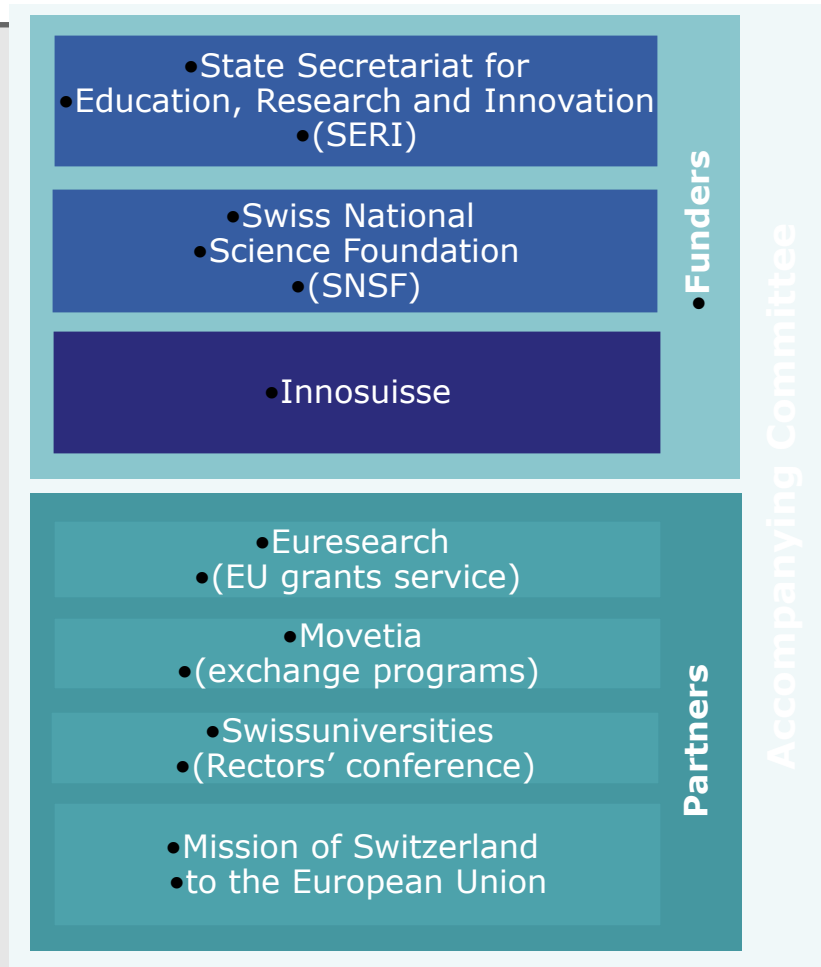 •State Secretariat for
•Education, Research and Innovation
•(SERI)
•Swiss National
•Science Foundation
•(SNSF)
•Innosuisse
•Funders
•Euresearch
•(EU grants service)
•Movetia
•(exchange programs)
•Swissuniversities
•(Rectors’ conference)
•Mission of Switzerland
•to the European Union
Partners
Accompanying Committee